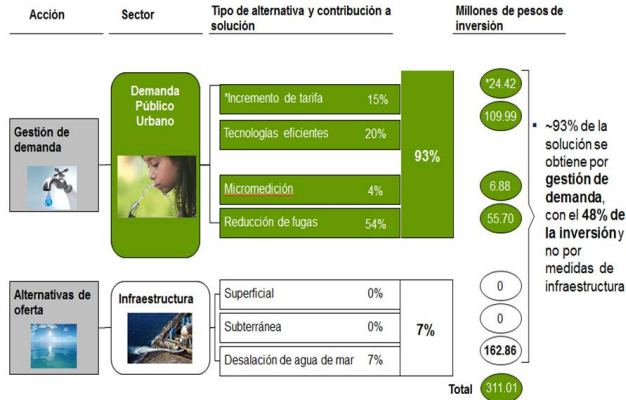 Acción
Sector
Tipo de alternativa y contribución a
solución
Millones de pesos de
inversión
Gestión de
demanda
Demanda
Público
Urbano
*Incremento de tarifa 15%
Tecnologías eficientes 20%
Micromedición 4%
Reducción de fugas 54%
93%
*24.42
109.99
6.88
55.70
▪ ~93% de la
solución se
obtiene por
gestión de
demanda,
con el 48% de
la inversión y
no por
medidas de
infraestructura
Alternativas de
oferta
Infraestructura
Superficial 0%
Subterránea 0%
Desalación de agua de mar 7%
7%
0
0
162.86
Total 311.01